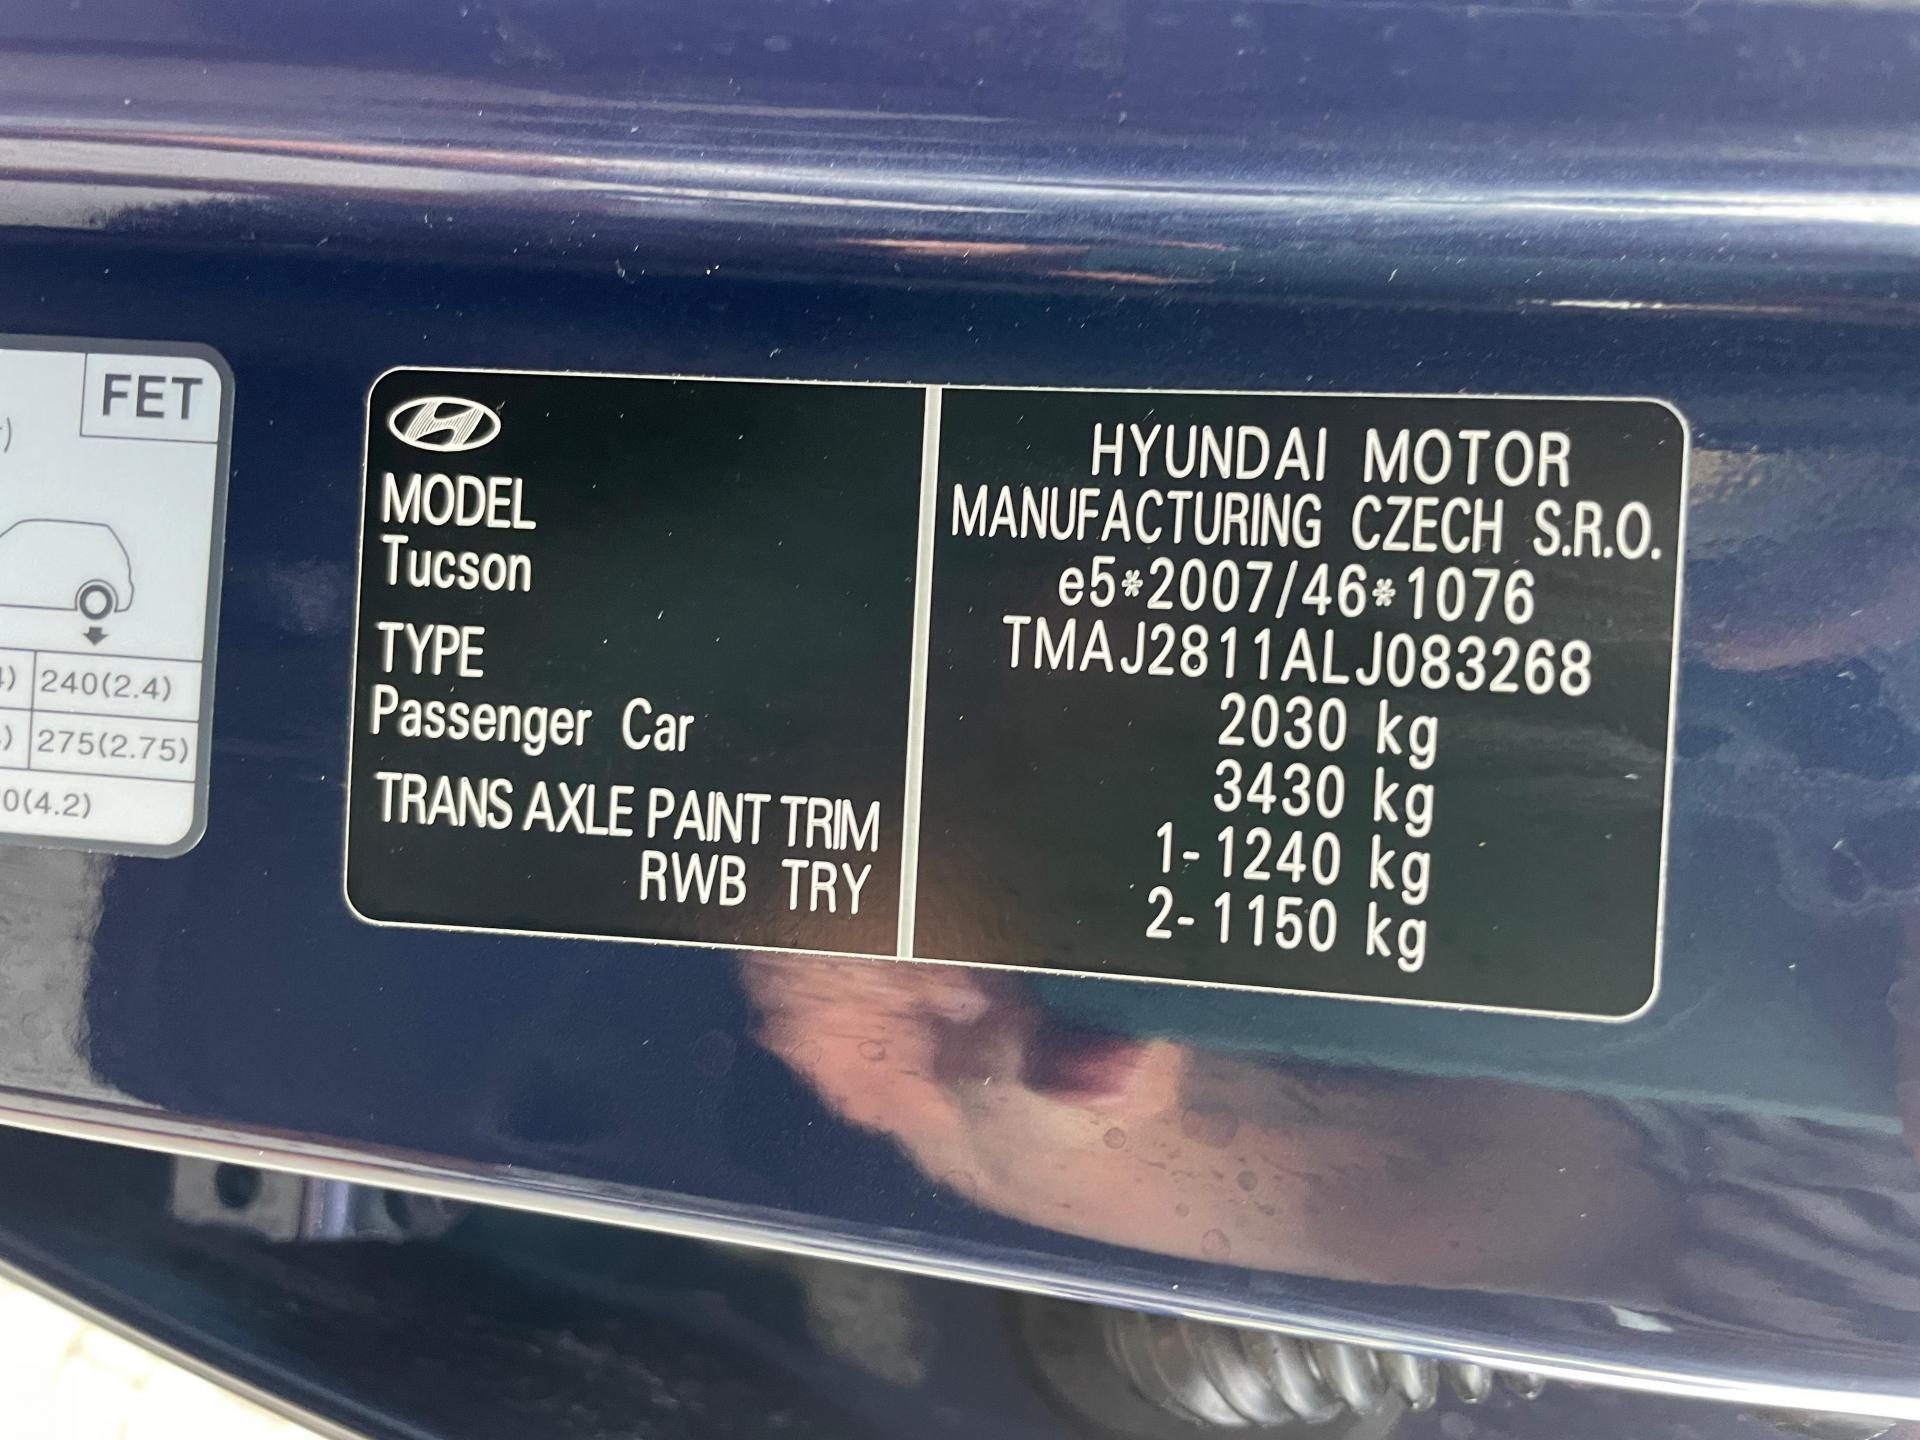 FET
240(2.4)
275(2.75)
0(4.2)
MODEL
Tucson
TYPE
Passenger Car
TRANS AXLE PAINT TRIM
RWB TRY
HYUNDAI MOTOR
MANUFACTURING CZECH S.R.O.
e5*2007/46*1076
TMAJ2811ALJ083268
2030 kg
3430 kg
1-1240 kg
2-1150 kg